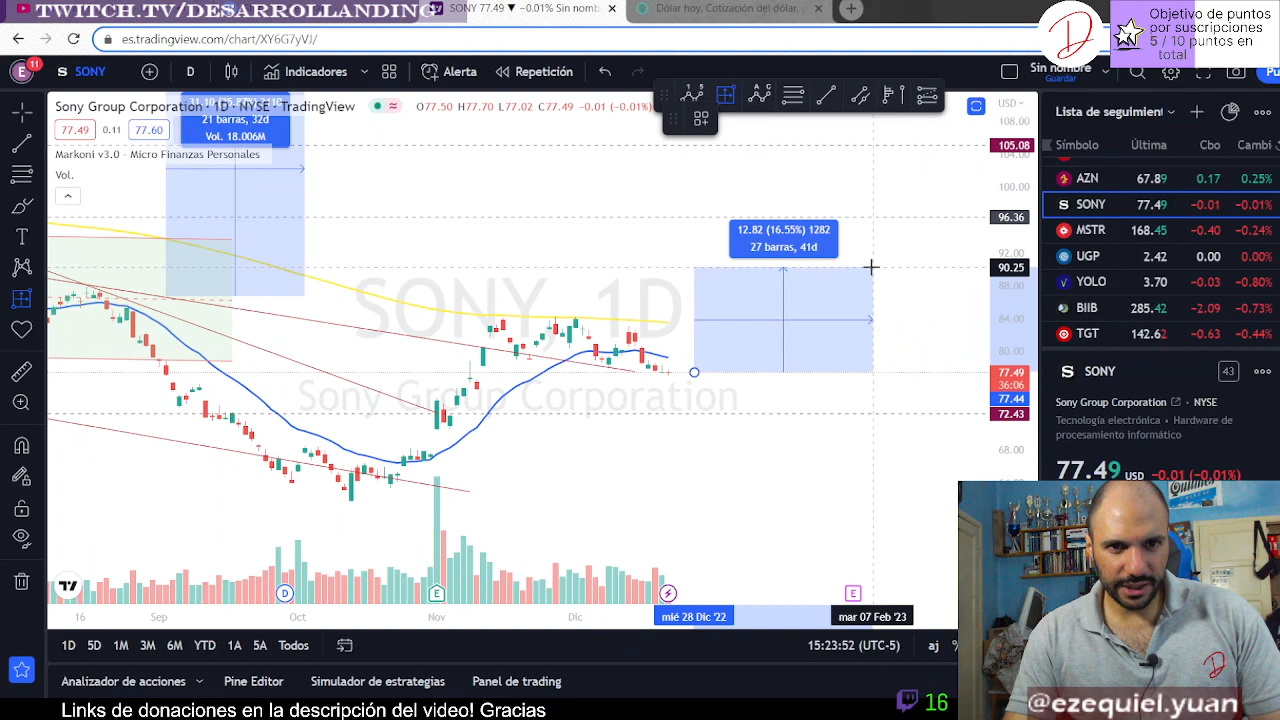 TWITCH.TV/DESARROLLANDING
SONY 77.49 ▼ −0.01% Sin nomb
Dólar hoy, Cotización del dólar,
es.tradingview.com/chart/XY6G7yVJ/
Objetivo de puntos
por suscripciones
5 / 10 puntos en
total
E
11
SONY
D
Indicadores
Alerta
Repetición
Sin nombre
Guardar
Sony Group Corporation · 1D · NYSE · TradingView
O77.50 H77.70 L77.02 C77.49 −0.01 (−0.01%)
21 barras, 32d
Vol. 18.006M
77.49 0.11 77.60
Markoni v3.0 - Micro Finanzas Personales
Vol.
USD
108.00
105.08
104.00
100.00
96.36
92.00
90.25
88.00
84.00
80.00
77.49
36:06
77.44
72.43
68.00
12.82 (16.55%) 1282
27 barras, 41d
SONY, 1D
Sony Group Corporation
D
E
E
16 Sep Oct Nov Dic
mié 28 Dic '22
mar 07 Feb '23
1D 5D 1M 3M 6M YTD 1A 5A Todos
15:23:52 (UTC-5)
aj
%
Analizador de acciones
Pine Editor
Simulador de estrategias
Panel de trading
Lista de seguimient
Símbolo Última Cbo Cambi
AZN 67.89 0.17 0.25%
SONY 77.49 −0.01 −0.01%
MSTR 168.45 −0.40 −0.24%
UGP 2.42 0.00 0.00%
YOLO 3.70 −0.03 −0.80%
BIIB 285.42 −2.09 −0.73%
TGT 142.62 −0.63 −0.44%
SONY
43
Sony Group Corporation · NYSE
Tecnología electrónica · Hardware de
procesamiento informático
77.49 USD −0.01 (−0.01%)
16
@ezequiel.yuan
Links de donaciones en la descripción del video! Gracias